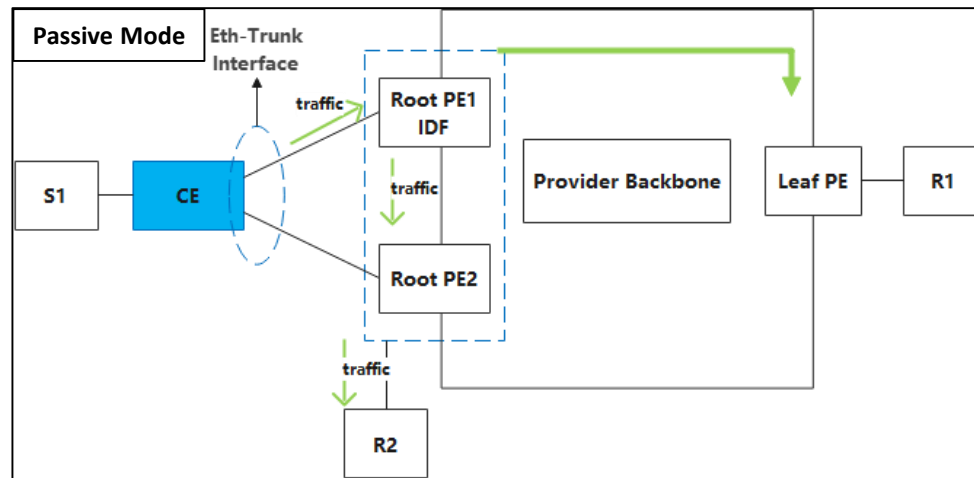 Passive Mode
Eth-Trunk
Interface
traffic
Root PE1
IDF
traffic
S1
CE
Provider Backbone
Leaf PE
R1
Root PE2
traffic
R2